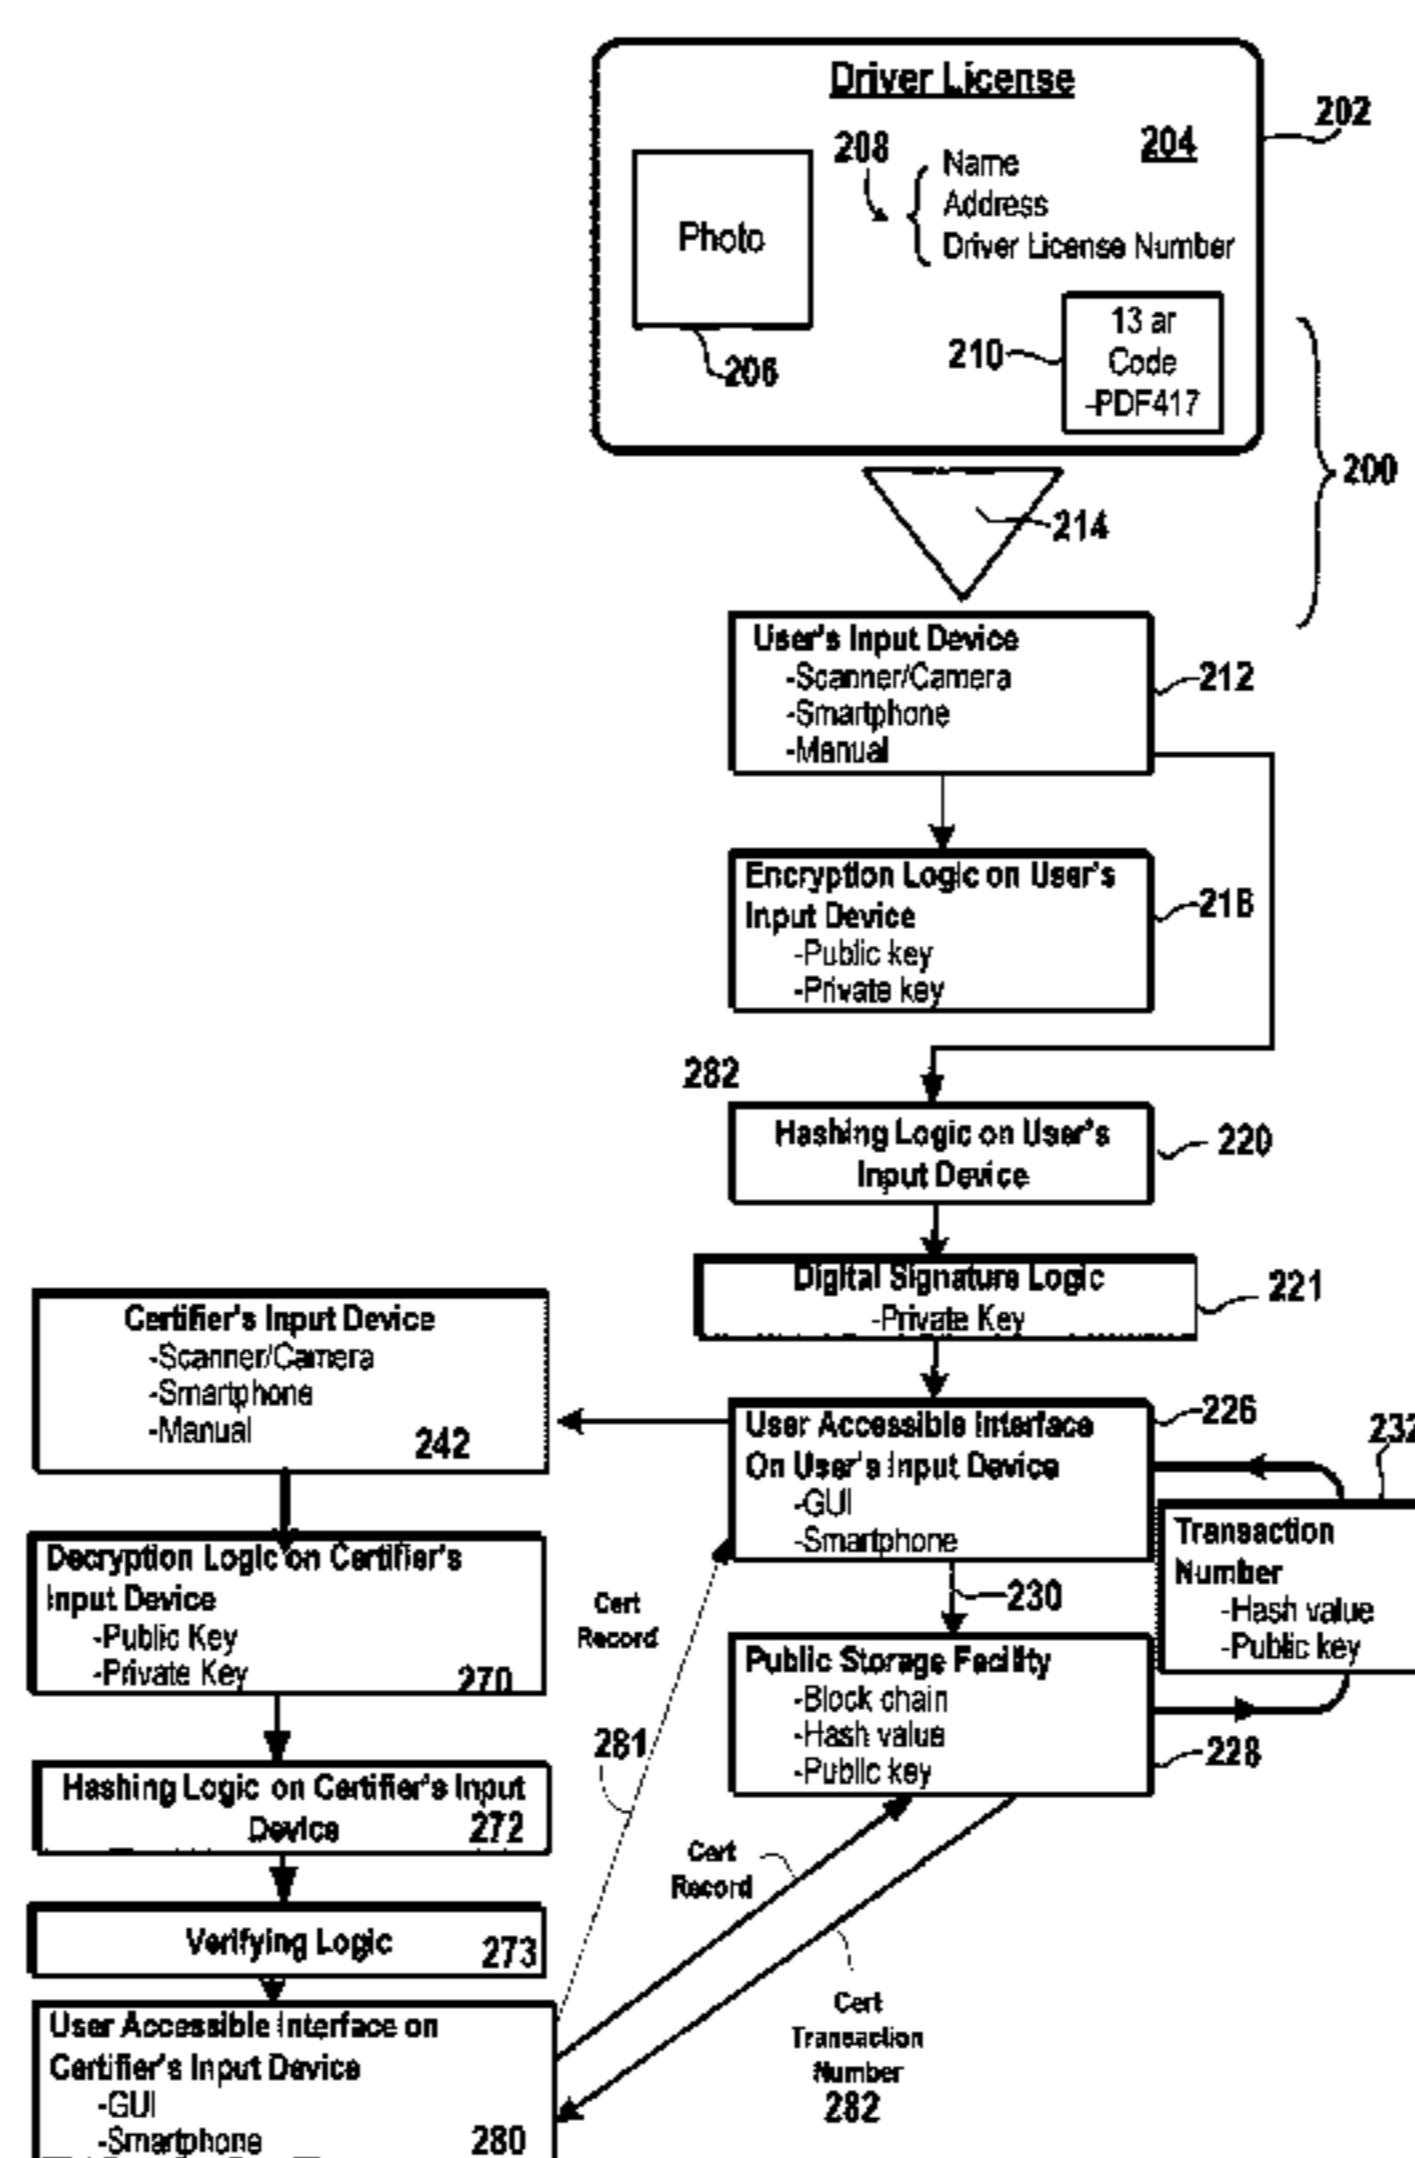 Driver License
202
208
204
Name
Address
Driver License Number
Photo
206
210
13 ar
Code
-PDF417
200
214
User's Input Device
-Scanner/Camera
-Smartphone
-Manual
212
Encryption Logic on User's
Input Device
-Public key
-Private key
218
282
Hashing Logic on User's
Input Device
220
Digital Signature Logic
-Private Key
221
Certifier's Input Device
-Scanner/Camera
-Smartphone
-Manual
242
User Accessible Interface
On User's Input Device
-GUI
-Smartphone
226
232
Transaction
Number
-Hash value
-Public key
230
Decryption Logic on Certifier's
Input Device
-Public Key
-Private Key
270
Cert
Record
Public Storage Facility
-Block chain
-Hash value
-Public key
228
281
Hashing Logic on Certifier's Input
Device
272
Cert
Record
Verifying Logic
273
User Accessible Interface on
Certifier's Input Device
-GUI
-Smartphone
280
Cert
Transaction
Number
282